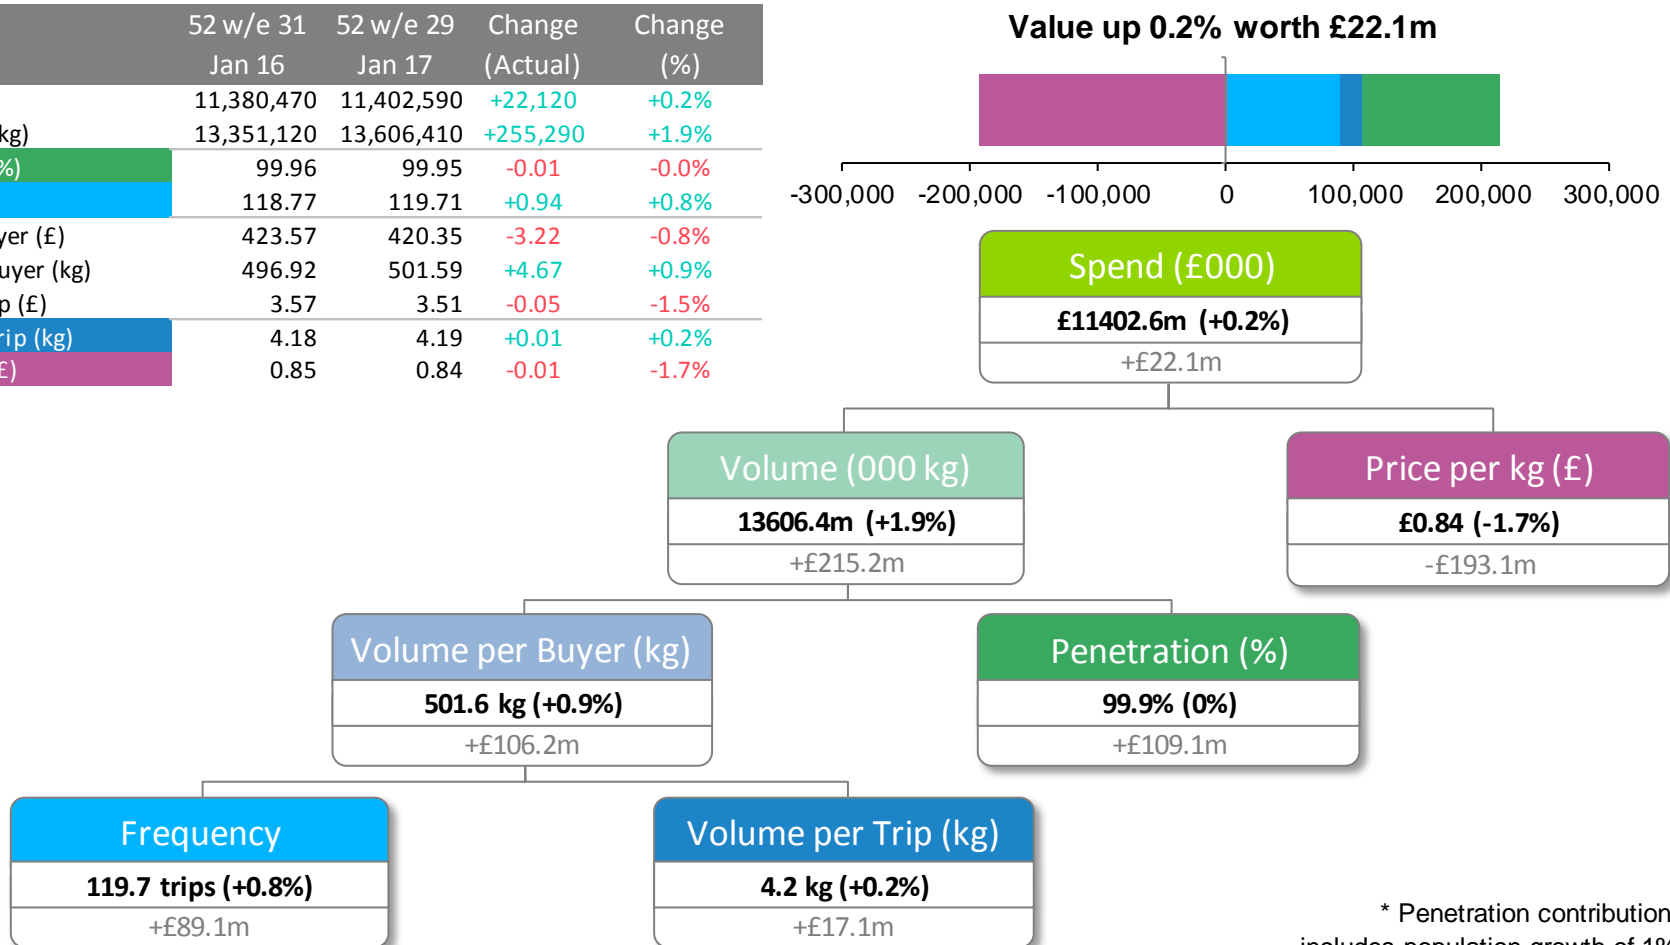 52 w/e 31 52 w/e 29 Change Change
Jan 16 Jan 17 (Actual) (%)
11,380,470 11,402,590 +22,120 +0.2%
kg) 13,351,120 13,606,410 +255,290 +1.9%
%) 99.96 99.95 -0.01 -0.0%
118.77 119.71 +0.94 +0.8%
yer (£) 423.57 420.35 -3.22 -0.8%
uyer (kg) 496.92 501.59 +4.67 +0.9%
p (£) 3.57 3.51 -0.05 -1.5%
rip (kg) 4.18 4.19 +0.01 +0.2%
£) 0.85 0.84 -0.01 -1.7%
Value up 0.2% worth £22.1m
-300,000 -200,000 -100,000 0 100,000 200,000 300,000
Spend (£000)
£11402.6m (+0.2%)
+£22.1m
Volume (000 kg)
13606.4m (+1.9%)
+£215.2m
Price per kg (£)
£0.84 (-1.7%)
-£193.1m
Volume per Buyer (kg)
501.6 kg (+0.9%)
+£106.2m
Penetration (%)
99.9% (0%)
+£109.1m
Frequency
119.7 trips (+0.8%)
+£89.1m
Volume per Trip (kg)
4.2 kg (+0.2%)
+£17.1m
* Penetration contribution
includes population growth of 1%